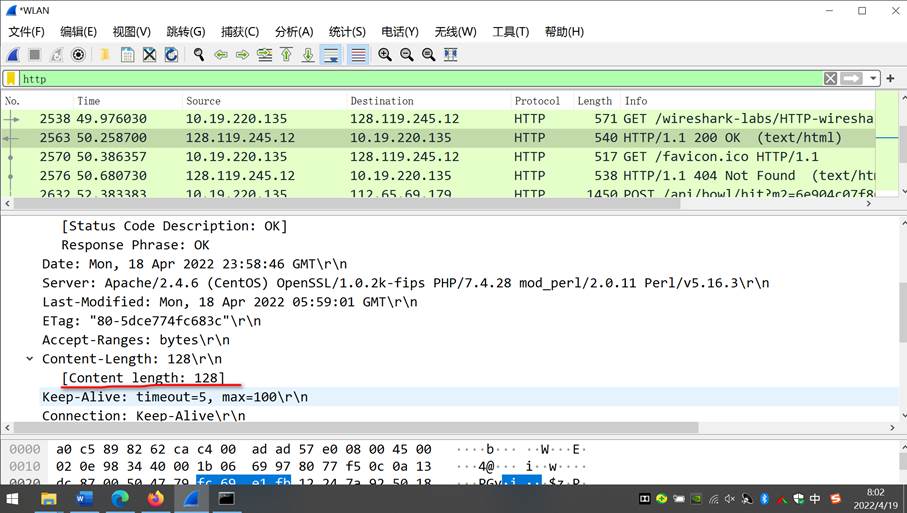 *WLAN
文件(F) 编辑(E) 视图(V) 跳转(G) 捕获(C) 分析(A) 统计(S) 电话(Y) 无线(W) 工具(T) 帮助(H)
http
No. Time Source Destination Protocol Length Info
2538 49.976030 10.19.220.135 128.119.245.12 HTTP 571 GET /wireshark-labs/HTTP-wiresha
2563 50.258700 128.119.245.12 10.19.220.135 HTTP 540 HTTP/1.1 200 OK (text/html)
2570 50.386357 10.19.220.135 128.119.245.12 HTTP 517 GET /favicon.ico HTTP/1.1
2576 50.680730 128.119.245.12 10.19.220.135 HTTP 538 HTTP/1.1 404 Not Found (text/htm
2632 52.383383 10.19.220.135 112.65.69.179 HTTP 1450 POST /api/bowl/hit?m2=6e904c07f8
[Status Code Description: OK]
Response Phrase: OK
Date: Mon, 18 Apr 2022 23:58:46 GMT\r\n
Server: Apache/2.4.6 (CentOS) OpenSSL/1.0.2k-fips PHP/7.4.28 mod_perl/2.0.11 Perl/v5.16.3\r\n
Last-Modified: Mon, 18 Apr 2022 05:59:01 GMT\r\n
ETag: "80-5dce774fc683c"\r\n
Accept-Ranges: bytes\r\n
Content-Length: 128\r\n
[Content length: 128]
Keep-Alive: timeout=5, max=100\r\n
Connection: Keep-Alive\r\n
0000 a0 c5 89 82 62 ca c4 00 ad ad 57 e0 08 00 45 00 ····b··· ··W···E·
0010 02 0e 98 34 40 00 1b 06 69 97 80 77 f5 0c 0a 13 ···4@··· i··w····
0020 dc 87 00 50 47 79 fc 69 e1 fb 12 24 7a 92 50 18
中
8:02
2022/4/19